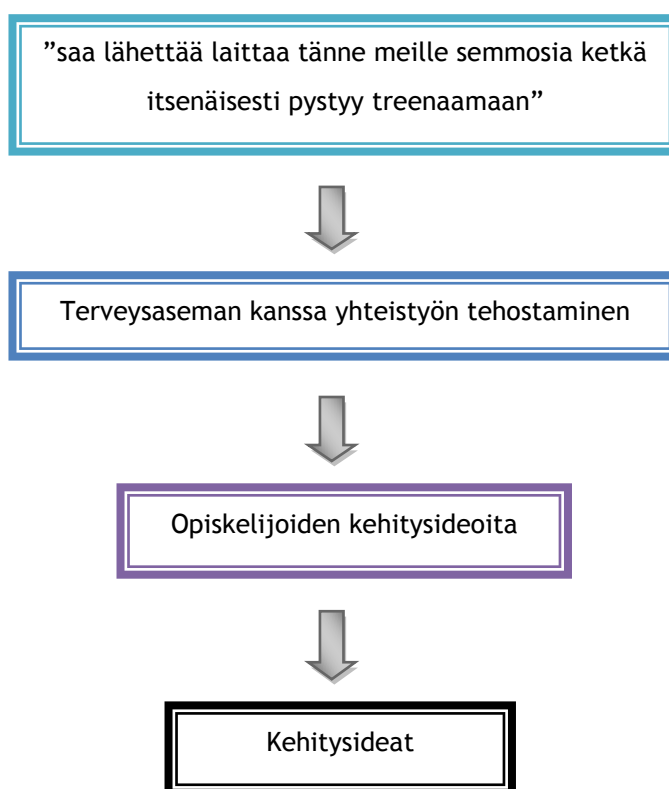 ”saa lähettää laittaa tänne meille semmosia ketkä
itsenäisesti pystyy treenaamaan”
Terveysaseman kanssa yhteistyön tehostaminen
Opiskelijoiden kehitysideoita
Kehitysideat